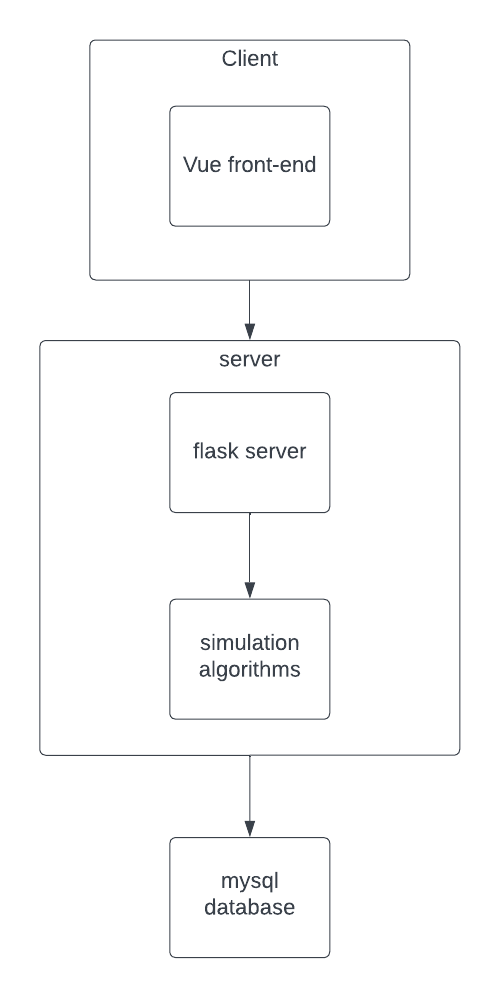 Client
Vue front-end
server
flask server
simulation
algorithms
mysql
database